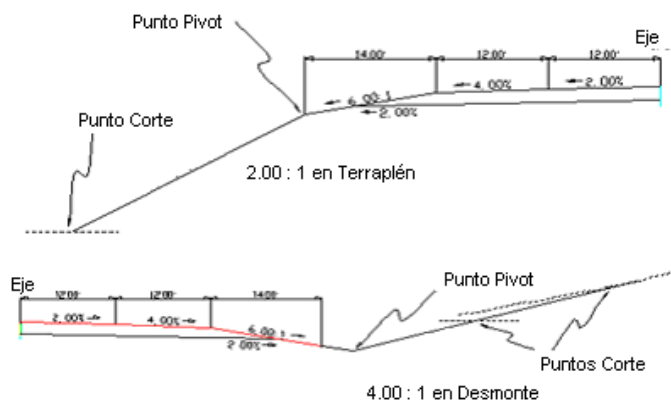 Punto Pivot
Eje
14.00' 12.00' 12.00'
6.00:1 4.00% 2.00%
2.00%
Punto Corte
2.00 : 1 en Terraplén
Eje
12.00' 12.00' 14.00'
Punto Pivot
2.00% 4.00% 6.00:1
2.00%
Puntos Corte
4.00 : 1 en Desmonte